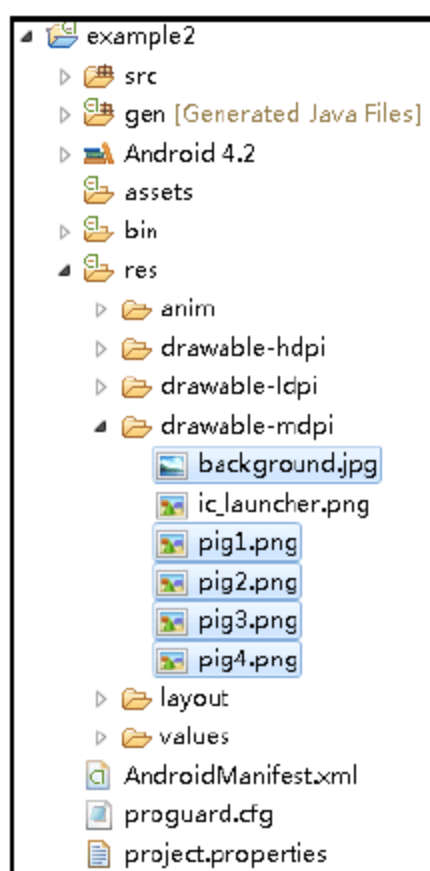 example2
src
gen [Generated Java Files]
Android 4.2
assets
bin
res
anim
drawable-hdpi
drawable-ldpi
drawable-mdpi
background.jpg
ic_launcher.png
pig1.png
pig2.png
pig3.png
pig4.png
layout
values
AndroidManifest.xml
proguard.cfg
project.properties